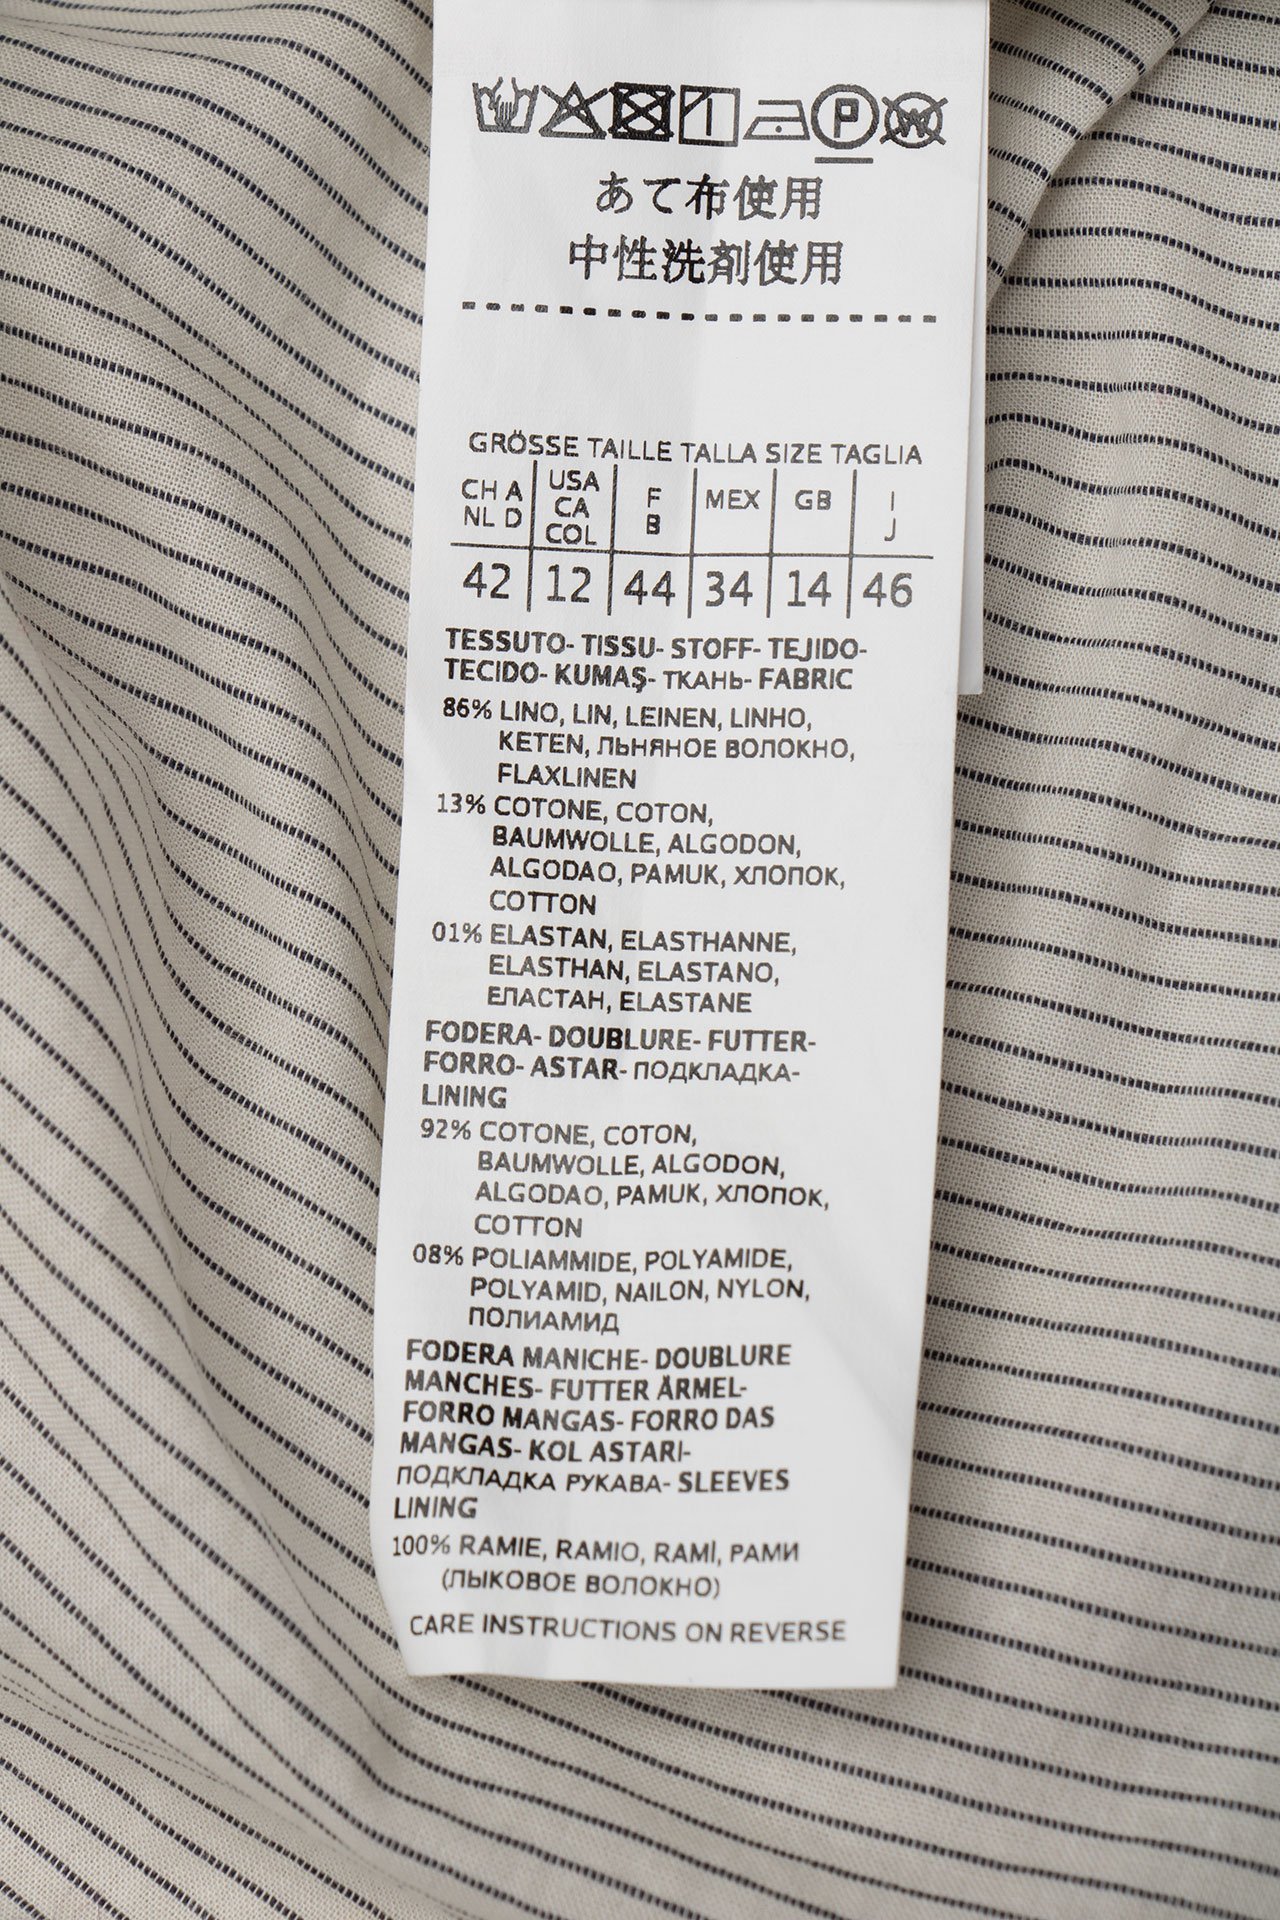 P W
あて布使用
中性洗剤使用
GRÖSSE TAILLE TALLA SIZE TAGLIA
CH A NL D | USA CA COL | F B | MEX | GB | I J
42 | 12 | 44 | 34 | 14 | 46
TESSUTO- TISSU- STOFF- TEJIDO-
TECIDO- KUMAŞ- ТКАНЬ- FABRIC
86% LINO, LIN, LEINEN, LINHO,
KETEN, ЛЬНЯНОЕ ВОЛОКНО,
FLAXLINEN
13% COTONE, COTON,
BAUMWOLLE, ALGODON,
ALGODAO, PAMUK, ХЛОПОК,
COTTON
01% ELASTAN, ELASTHANNE,
ELASTHAN, ELASTANO,
ЕЛАСТАН, ELASTANE
FODERA- DOUBLURE- FUTTER-
FORRO- ASTAR- ПОДКЛАДКА-
LINING
92% COTONE, COTON,
BAUMWOLLE, ALGODON,
ALGODAO, PAMUK, ХЛОПОК,
COTTON
08% POLIAMMIDE, POLYAMIDE,
POLYAMID, NAILON, NYLON,
ПОЛИАМИД
FODERA MANICHE- DOUBLURE
MANCHES- FUTTER ÄRMEL-
FORRO MANGAS- FORRO DAS
MANGAS- KOL ASTARI-
ПОДКЛАДКА РУКАВА- SLEEVES
LINING
100% RAMIE, RAMIO, RAMİ, РАМИ
(ЛЫКОВОЕ ВОЛОКНО)
CARE INSTRUCTIONS ON REVERSE